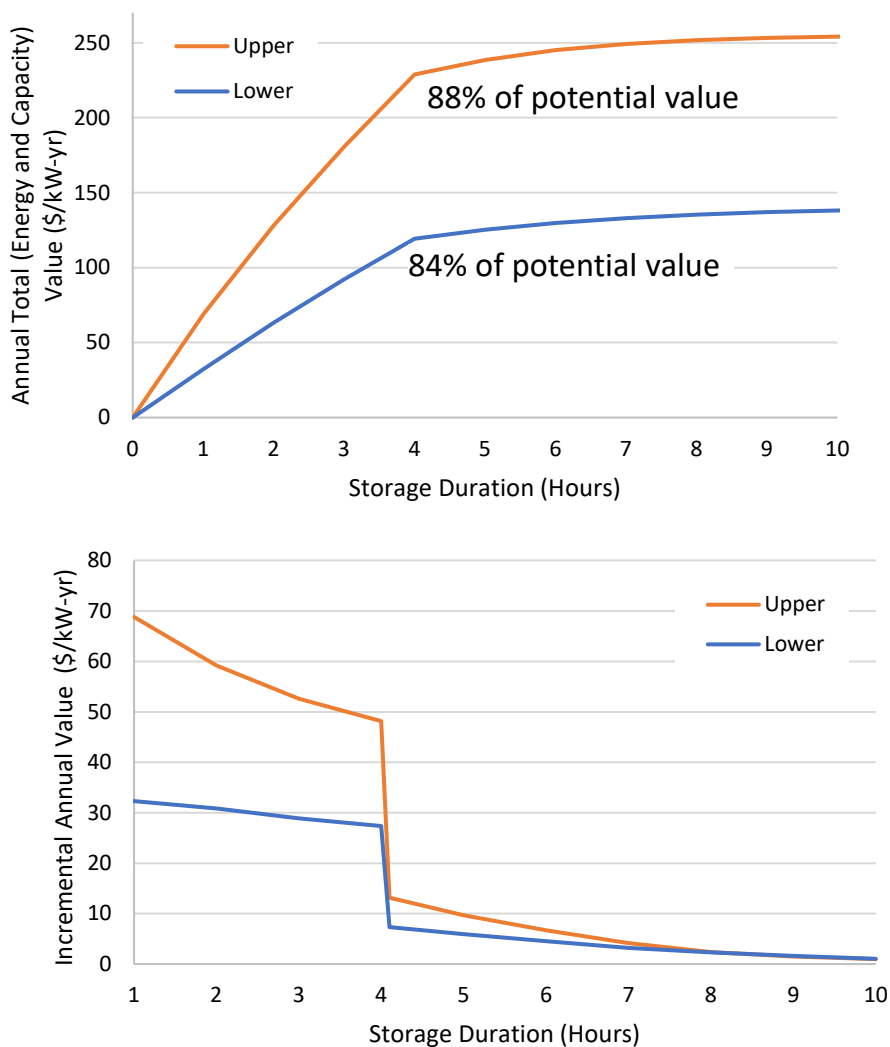 Annual Total (Energy and Capacity)
Value ($/kW-yr)
250
200
150
100
50
0
Upper
Lower
88% of potential value
84% of potential value
0 1 2 3 4 5 6 7 8 9 10
Storage Duration (Hours)
Incremental Annual Value ($/kW-yr)
80
70
60
50
40
30
20
10
0
Upper
Lower
1 2 3 4 5 6 7 8 9 10
Storage Duration (Hours)